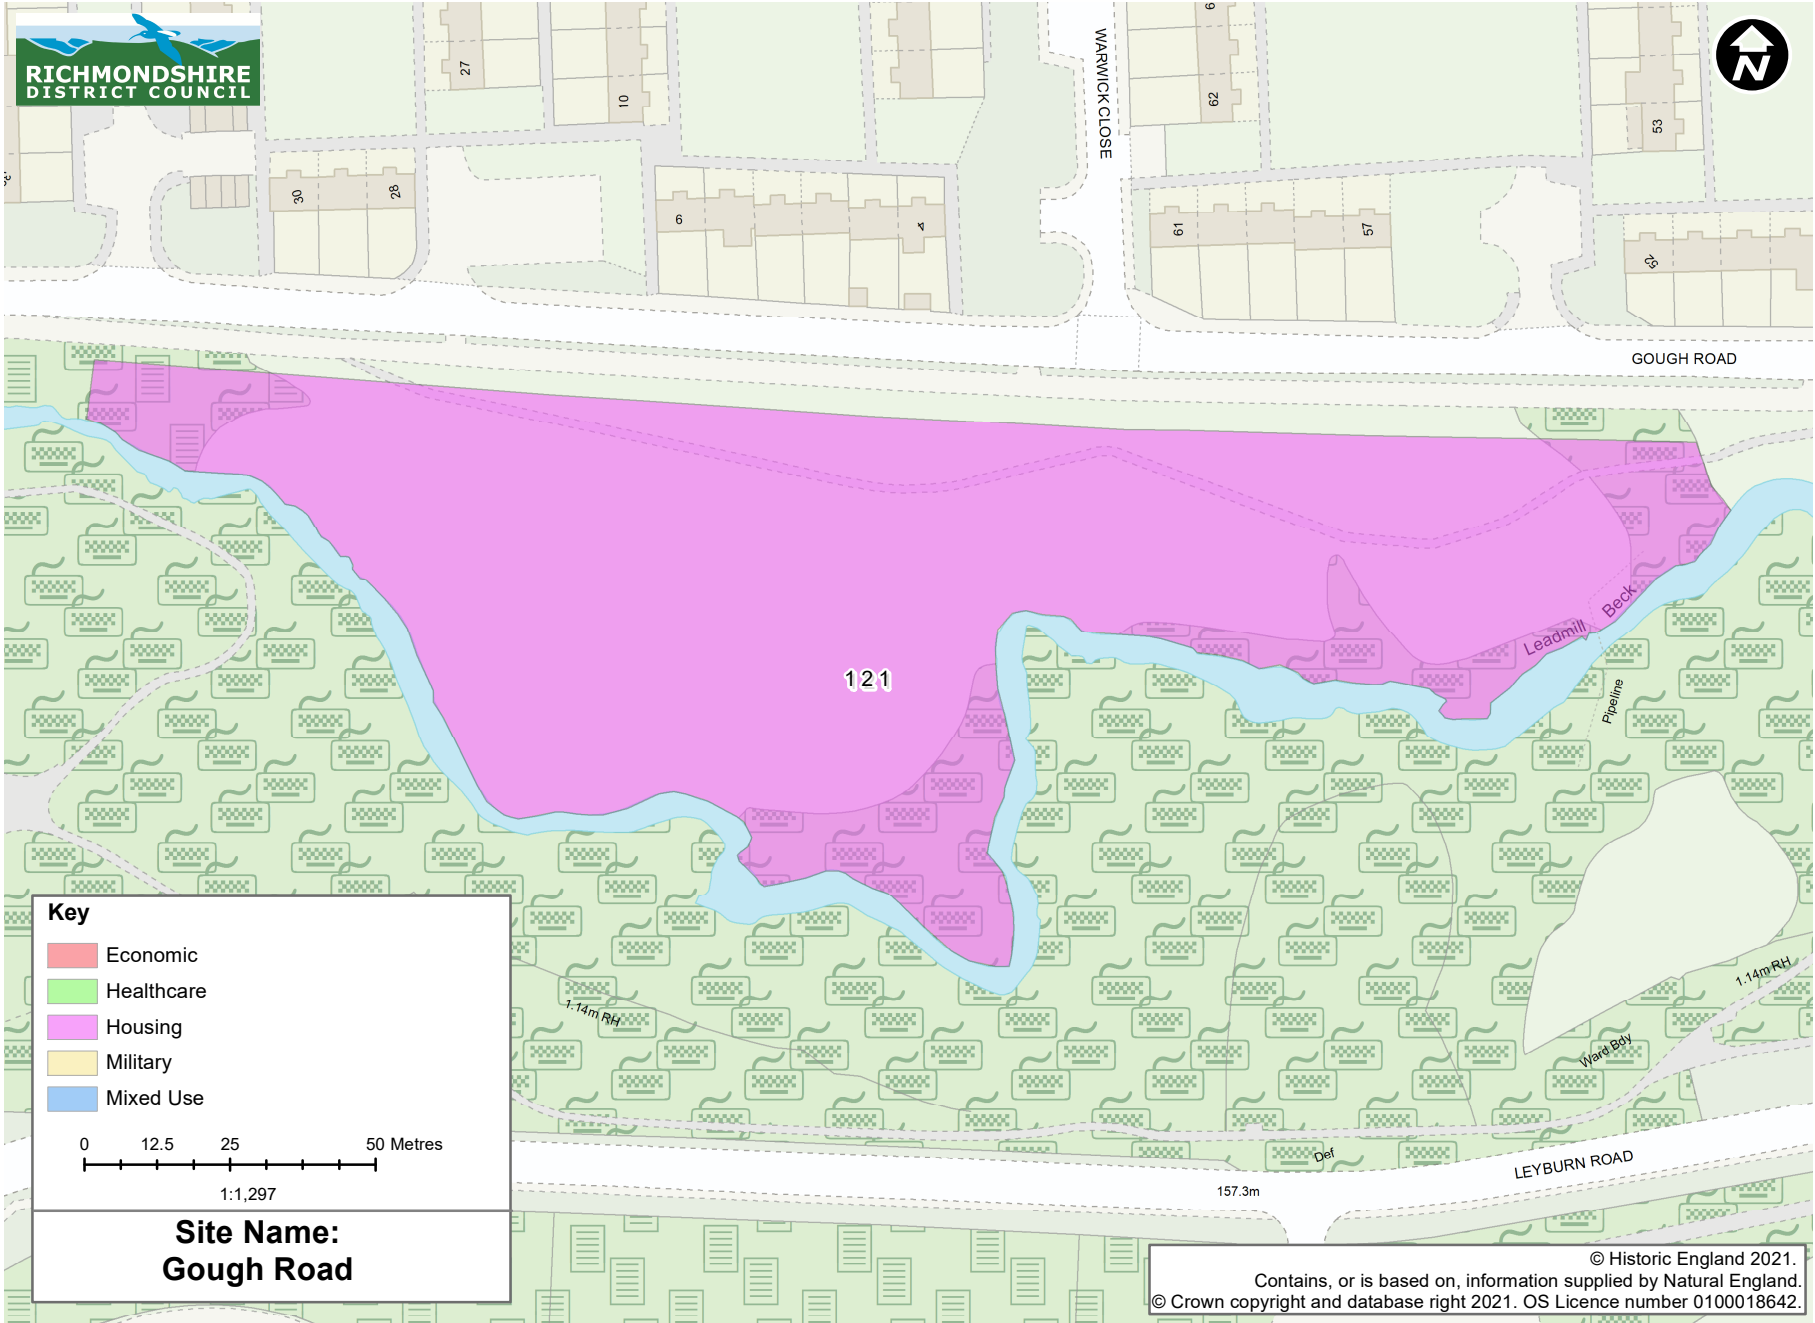 RICHMONDSHIRE
DISTRICT COUNCIL
N
27
10
WARWICK CLOSE
62
53
30
28
6
61
57
52
GOUGH ROAD
121
Leadmill Beck
Pipeline
1.14m RH
1.14m RH
Ward Bdy
Def
LEYBURN ROAD
157.3m
Key
Economic
Healthcare
Housing
Military
Mixed Use
0 12.5 25 50 Metres
1:1,297
Site Name:
Gough Road
© Historic England 2021.
Contains, or is based on, information supplied by Natural England.
© Crown copyright and database right 2021. OS Licence number 0100018642.